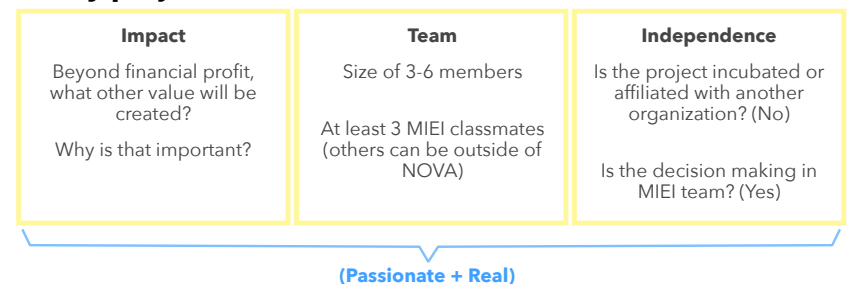 Impact
Beyond financial profit,
what other value will be
created?
Why is that important?
Team
Size of 3-6 members
At least 3 MIEI classmates
(others can be outside of
NOVA)
Independence
Is the project incubated or
affiliated with another
organization? (No)
Is the decision making in
MIEI team? (Yes)
(Passionate + Real)